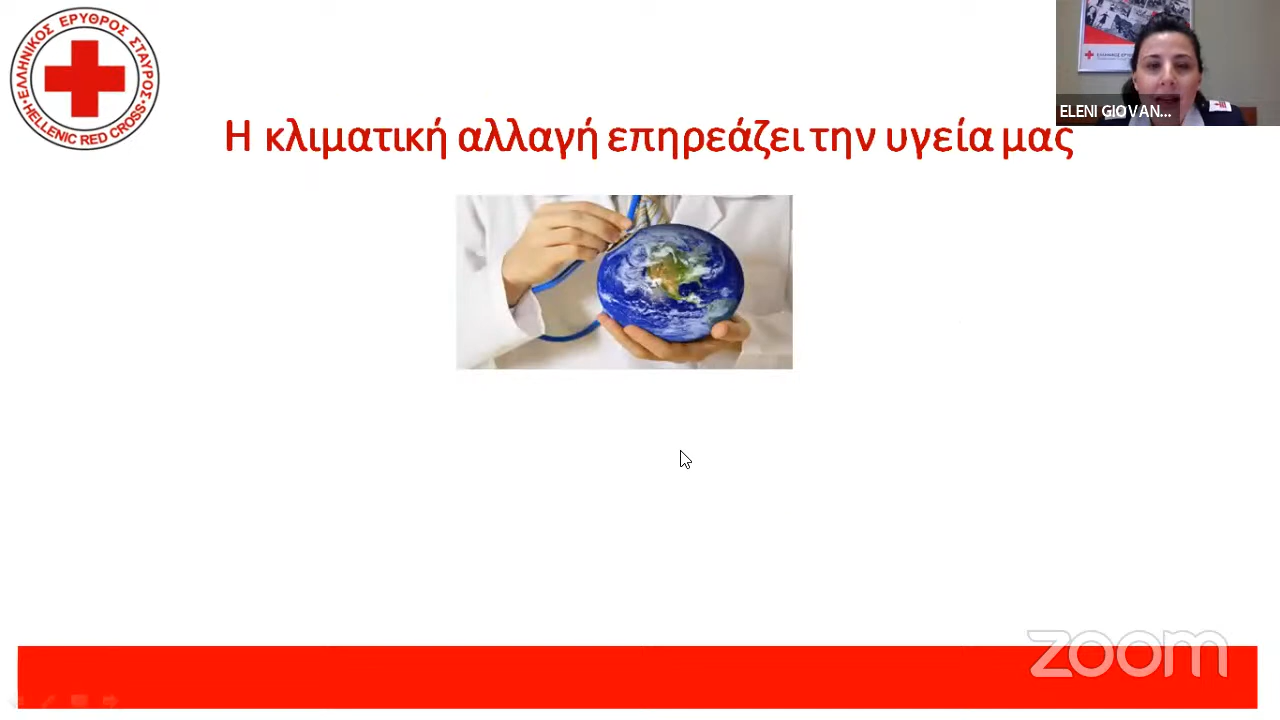 ΕΛΛΗΝΙΚΟΣ ΕΡΥΘΡΟΣ ΣΤΑΥΡΟΣ
HELLENIC RED CROSS
ELENI GIOVAN...
Η κλιματική αλλαγή επηρεάζει την υγεία μας
zoom